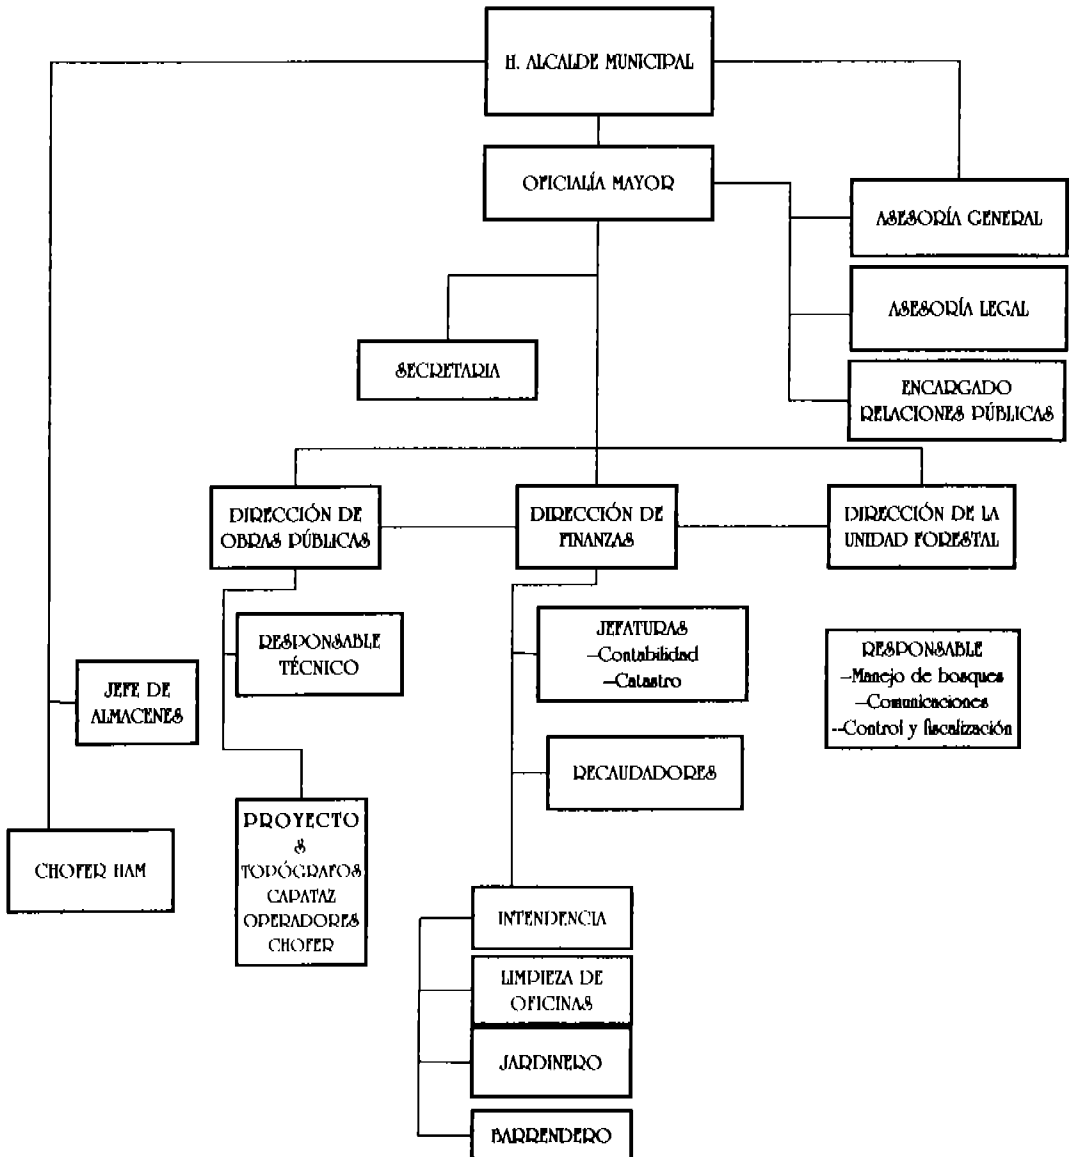 H. ALCALDE MUNICIPAL
OFICIALÍA MAYOR
ASESORÍA GENERAL
ASESORÍA LEGAL
SECRETARIA
ENCARGADO
RELACIONES PÚBLICAS
DIRECCIÓN DE
OBRAS PÚBLICAS
DIRECCIÓN DE
FINANZAS
DIRECCIÓN DE LA
UNIDAD FORESTAL
RESPONSABLE
TÉCNICO
JEFATURAS
–Contabilidad
–Catastro
RESPONSABLE
–Manejo de bosques
–Comunicaciones
--Control y fiscalización
JEFE DE
ALMACENES
RECAUDADORES
CHOFER HAM
PROYECTO
S
TOPÓGRAFOS
CAPATAZ
OPERADORES
CHOFER
INTENDENCIA
LIMPIEZA DE
OFICINAS
JARDINERO
BARRENDERO